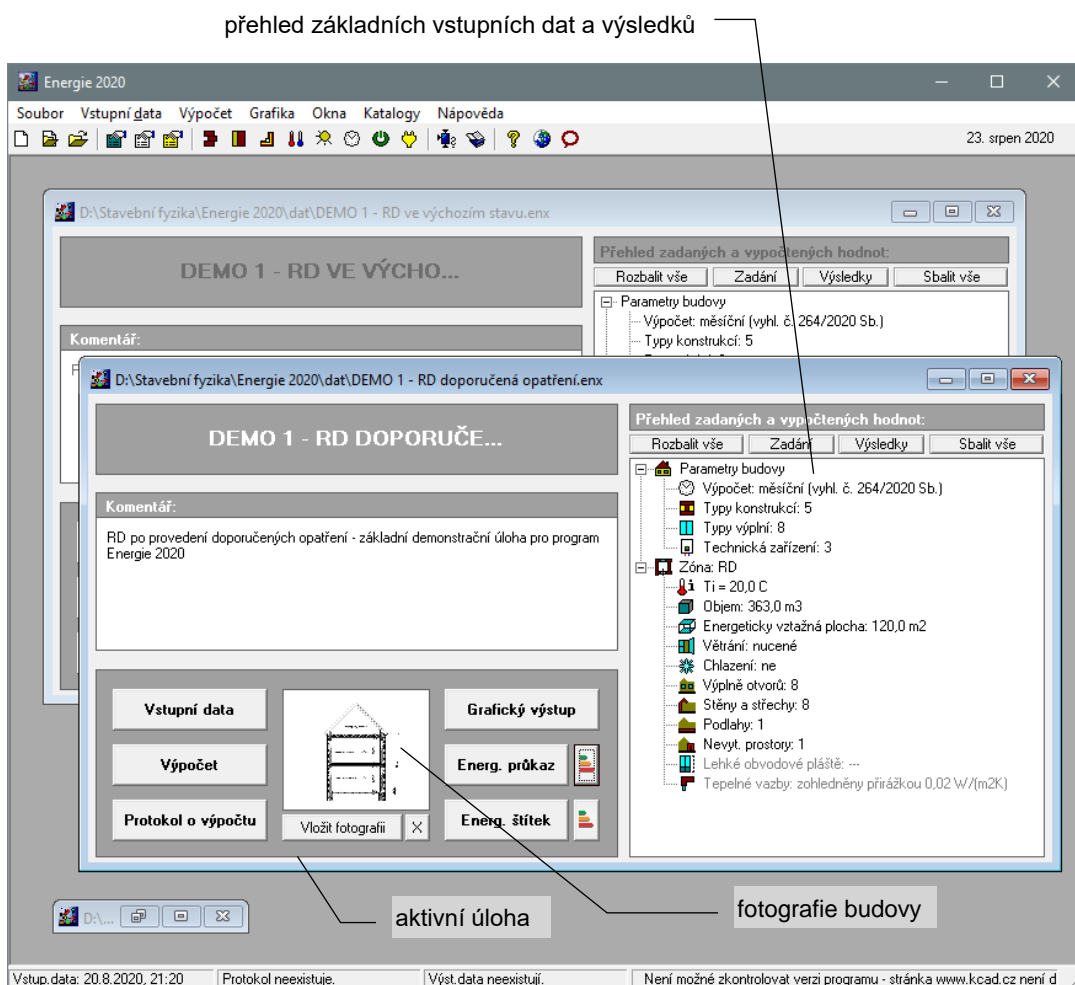 přehled základních vstupních dat a výsledků
Energie 2020
Soubor Vstupní data Výpočet Grafika Okna Katalogy Nápověda
23. srpen 2020
D:\Stavební fyzika\Energie 2020\dat\DEMO 1 - RD ve výchozím stavu.enx
DEMO 1 - RD VE VÝCHO...
Přehled zadaných a vypočtených hodnot:
Rozbalit vše Zadání Výsledky Sbalit vše
Parametry budovy
Výpočet: měsíční (vyhl. č. 264/2020 Sb.)
Typy konstrukcí: 5
Komentář:
D:\Stavební fyzika\Energie 2020\dat\DEMO 1 - RD doporučená opatření.enx
DEMO 1 - RD DOPORUČE...
Komentář:
RD po provedení doporučených opatření - základní demonstrační úloha pro program
Energie 2020
Vstupní data
Výpočet
Protokol o výpočtu
Vložit fotografii X
Grafický výstup
Energ. průkaz
Energ. štítek
Přehled zadaných a vypočtených hodnot:
Rozbalit vše Zadání Výsledky Sbalit vše
Parametry budovy
Výpočet: měsíční (vyhl. č. 264/2020 Sb.)
Typy konstrukcí: 5
Typy výplní: 8
Technická zařízení: 3
Zóna: RD
Ti = 20,0 C
Objem: 363,0 m3
Energeticky vztažná plocha: 120,0 m2
Větrání: nucené
Chlazení: ne
Výplně otvorů: 8
Stěny a střechy: 8
Podlahy: 1
Nevyt. prostory: 1
Lehké obvodové pláště: ---
Tepelné vazby: zohledněny přirážkou 0,02 W/(m2K)
D:\...
aktivní úloha
fotografie budovy
Vstup.data: 20.8.2020, 21:20 Protokol neexistuje. Výst.data neexistují. Není možné zkontrolovat verzi programu - stránka www.kcad.cz není d